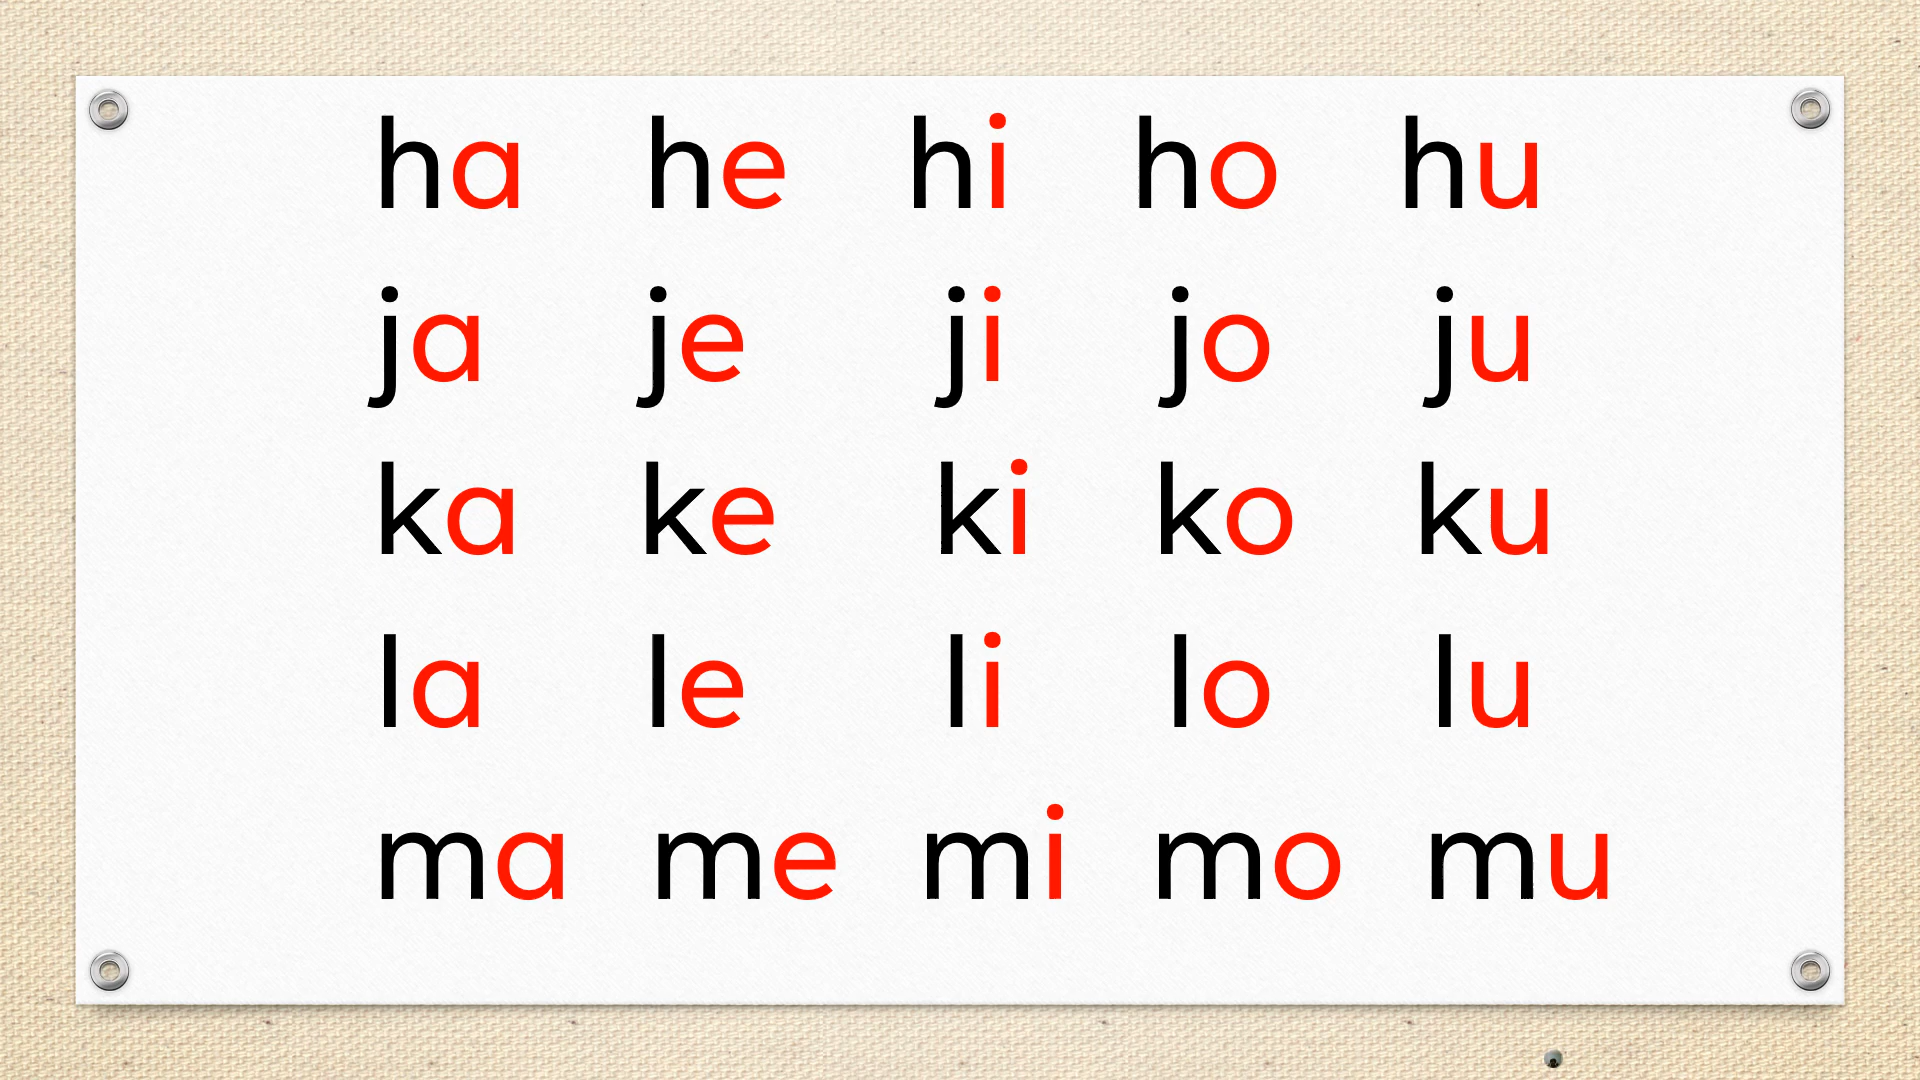 ha he hi ho hu
ja je ji jo ju
ka ke ki ko ku
la le li lo lu
ma me mi mo mu